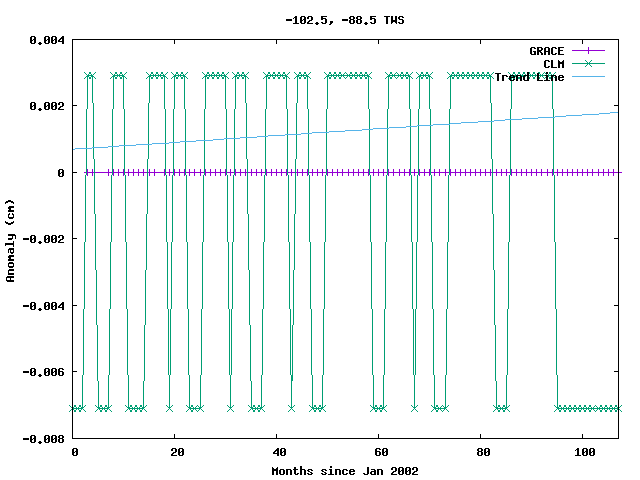 -102.5, -88.5 TWS
0.004
GRACE
CLM
Trend Line
0.002
0
-0.002
-0.004
-0.006
-0.008
Anomaly (cm)
0 20 40 60 80 100
Months since Jan 2002